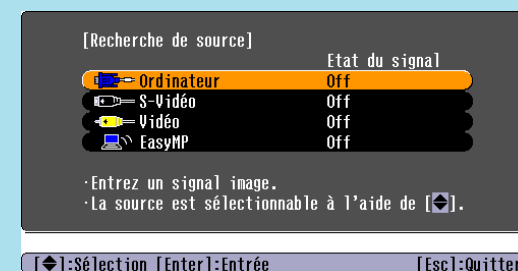 [Recherche de source]
Etat du signal
Ordinateur Off
S-Vidéo Off
Vidéo Off
EasyMP Off
·Entrez un signal image.
·La source est sélectionnable à l'aide de [◆].
[◆]:Sélection [Enter]:Entrée [Esc]:Quitter